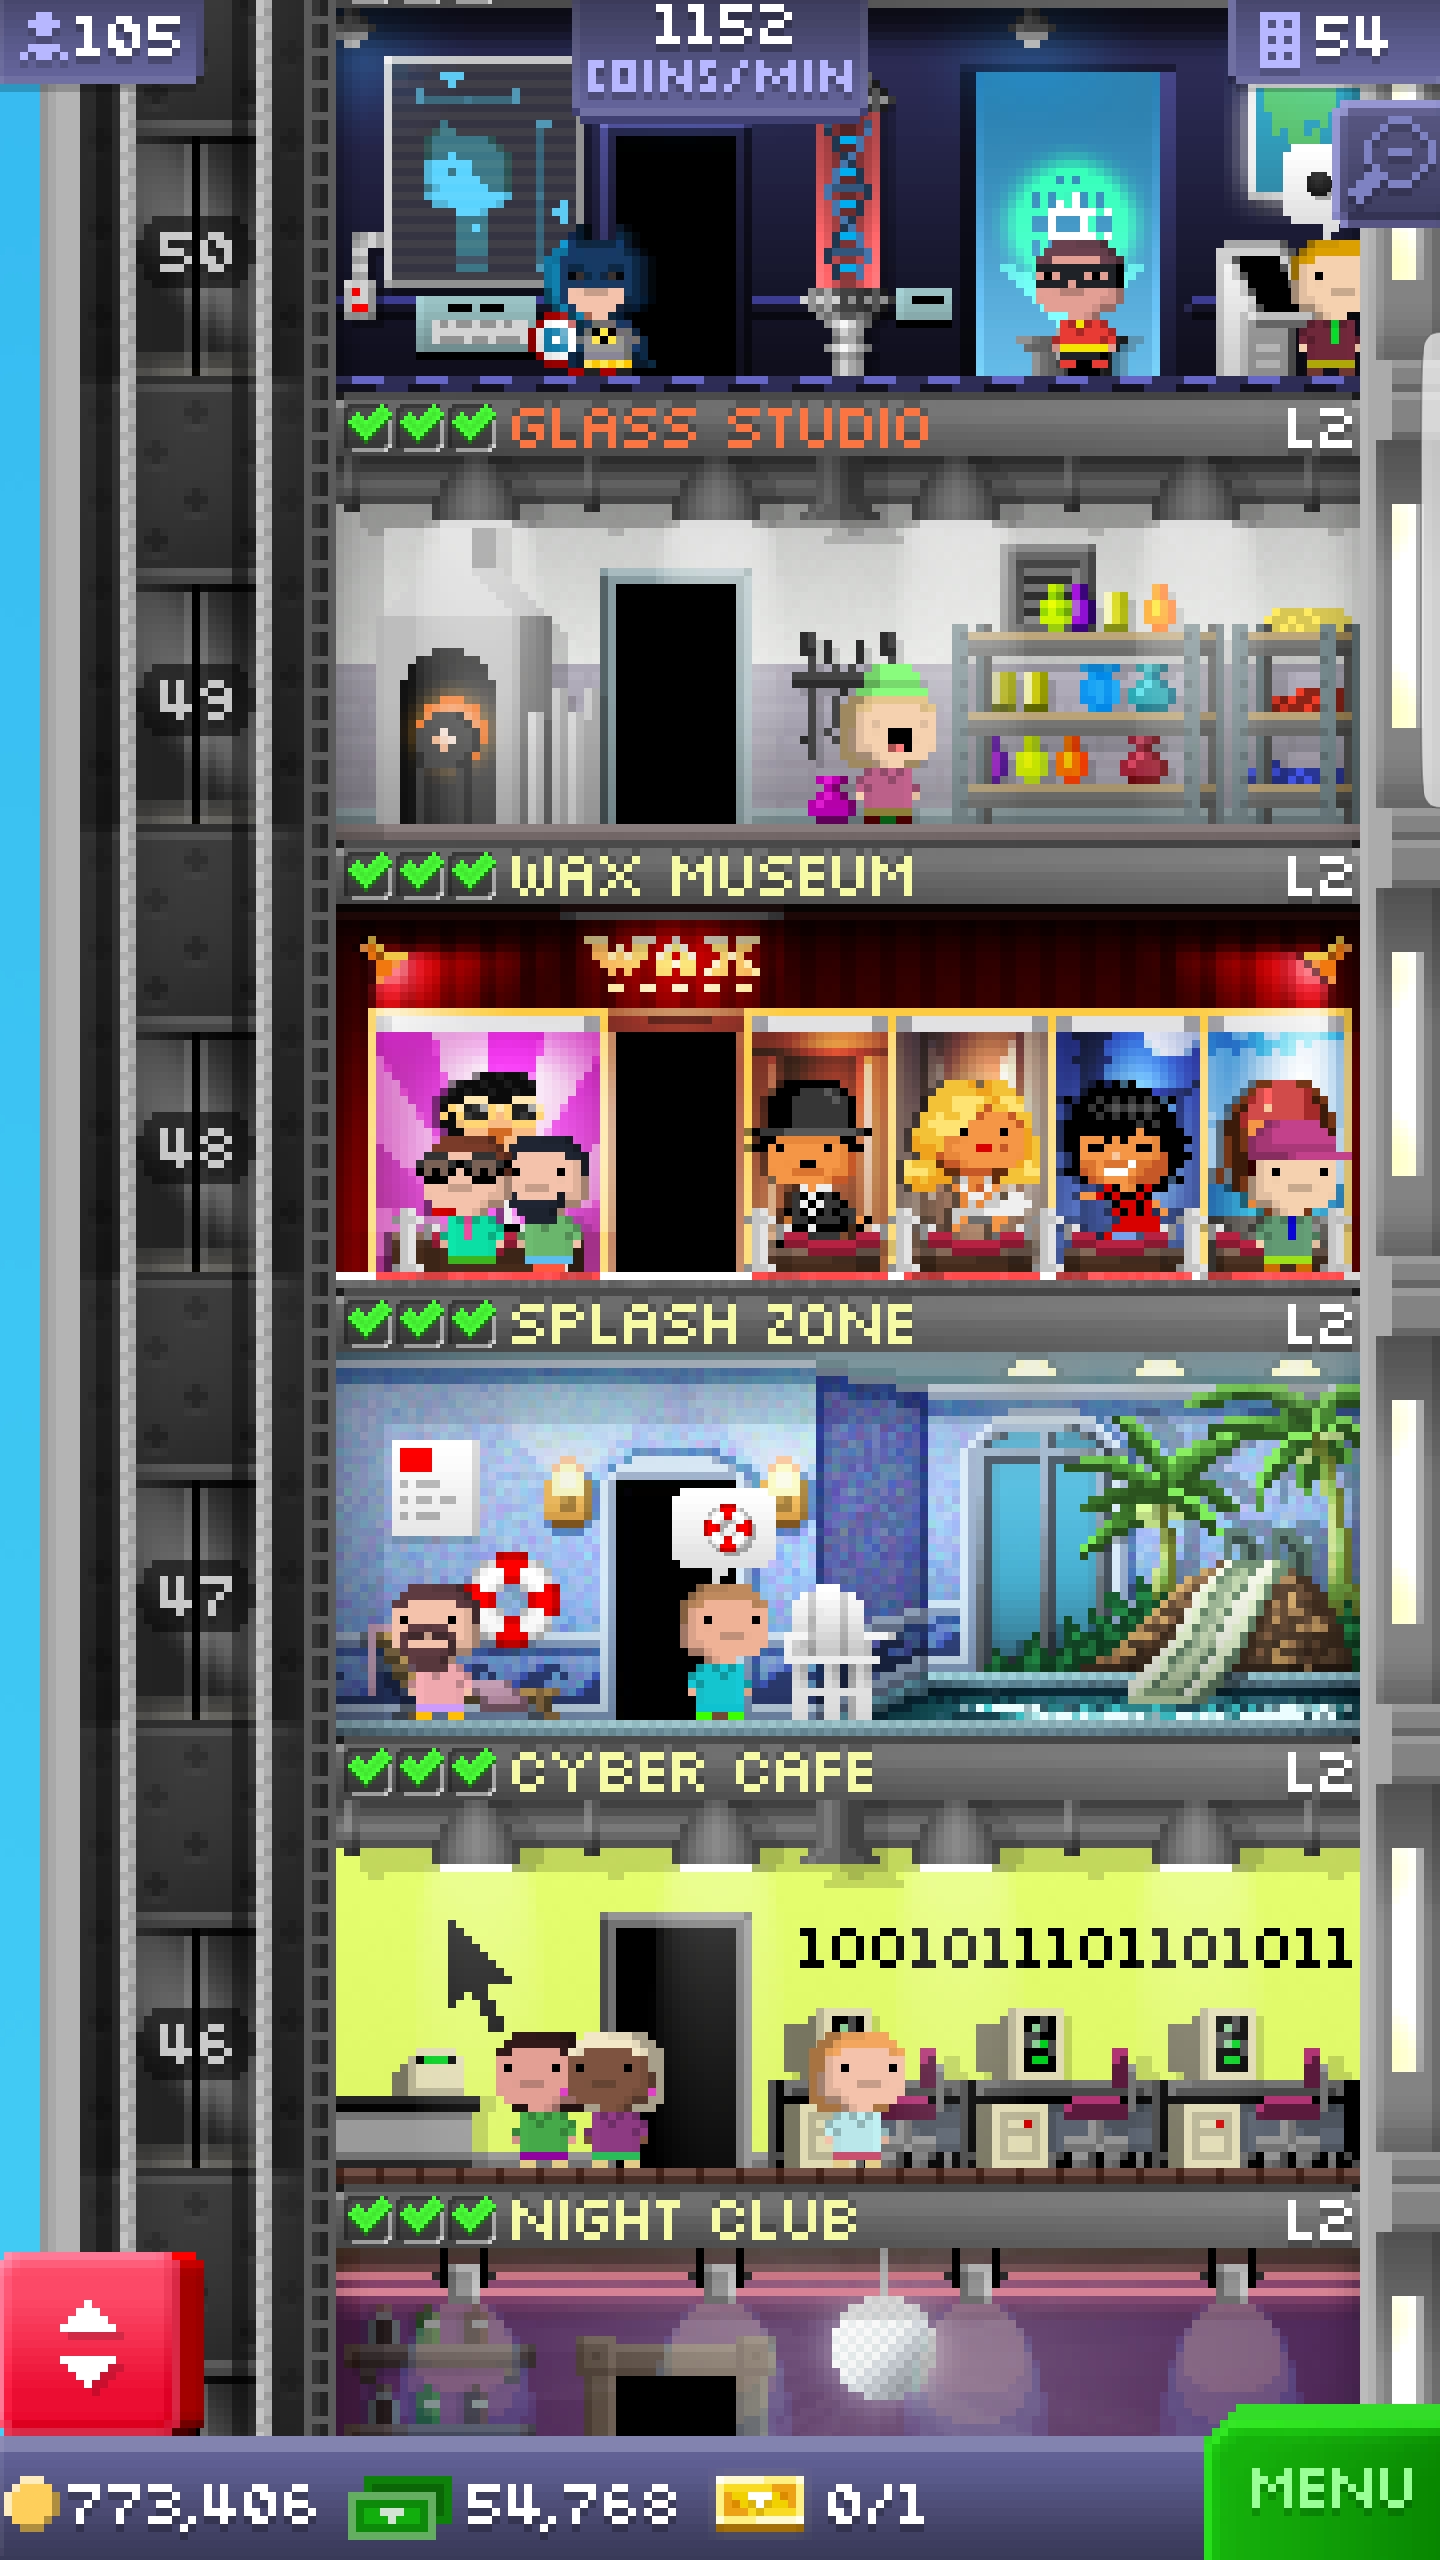 105
1152
COINS/MIN
54
50
GLASS STUDIO L2
49
WAX MUSEUM L2
WAX
48
SPLASH ZONE L2
47
CYBER CAFE L2
1001011101101011
46
NIGHT CLUB L2
773,406 54,768 0/1
MENU